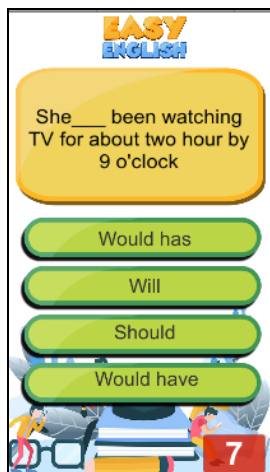 EASY
ENGLISH
She___ been watching
TV for about two hour by
9 o'clock
Would has
Will
Should
Would have
7